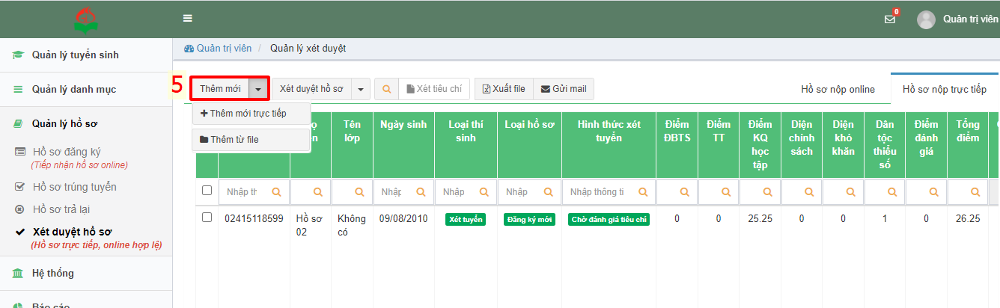 0
Quản trị viên
Quản lý tuyển sinh
Quản lý danh mục
Quản lý hồ sơ
Hồ sơ đăng ký
(Tiếp nhận hồ sơ online)
Hồ sơ trúng tuyển
Hồ sơ trả lại
Xét duyệt hồ sơ
(Hồ sơ trực tiếp, online hợp lệ)
Hệ thống
Báo cáo
Quản trị viên / Quản lý xét duyệt
5
Thêm mới
Xét duyệt hồ sơ
Xét tiêu chí
Xuất file
Gửi mail
Hồ sơ nộp online
Hồ sơ nộp trực tiếp
Thêm mới trực tiếp
Thêm từ file
Tên
lớp
Ngày sinh
Loại thí
sinh
Loại hồ sơ
Hình thức xét
tuyển
Điểm
ĐBTS
Điểm
TT
Điểm
KQ
học
tập
Diện
chính
sách
Diện
khó
khăn
Dân
tộc
thiểu
số
Điểm
đánh
giá
Tổng
điểm
Nhập th
Nhập
Nhập
Nhập
Nhập thông ti
02415118599
Hồ sơ
02
Không
có
09/08/2010
Xét tuyển
Đăng ký mới
Chờ đánh giá tiêu chí
0
0
25.25
0
0
1
0
26.25